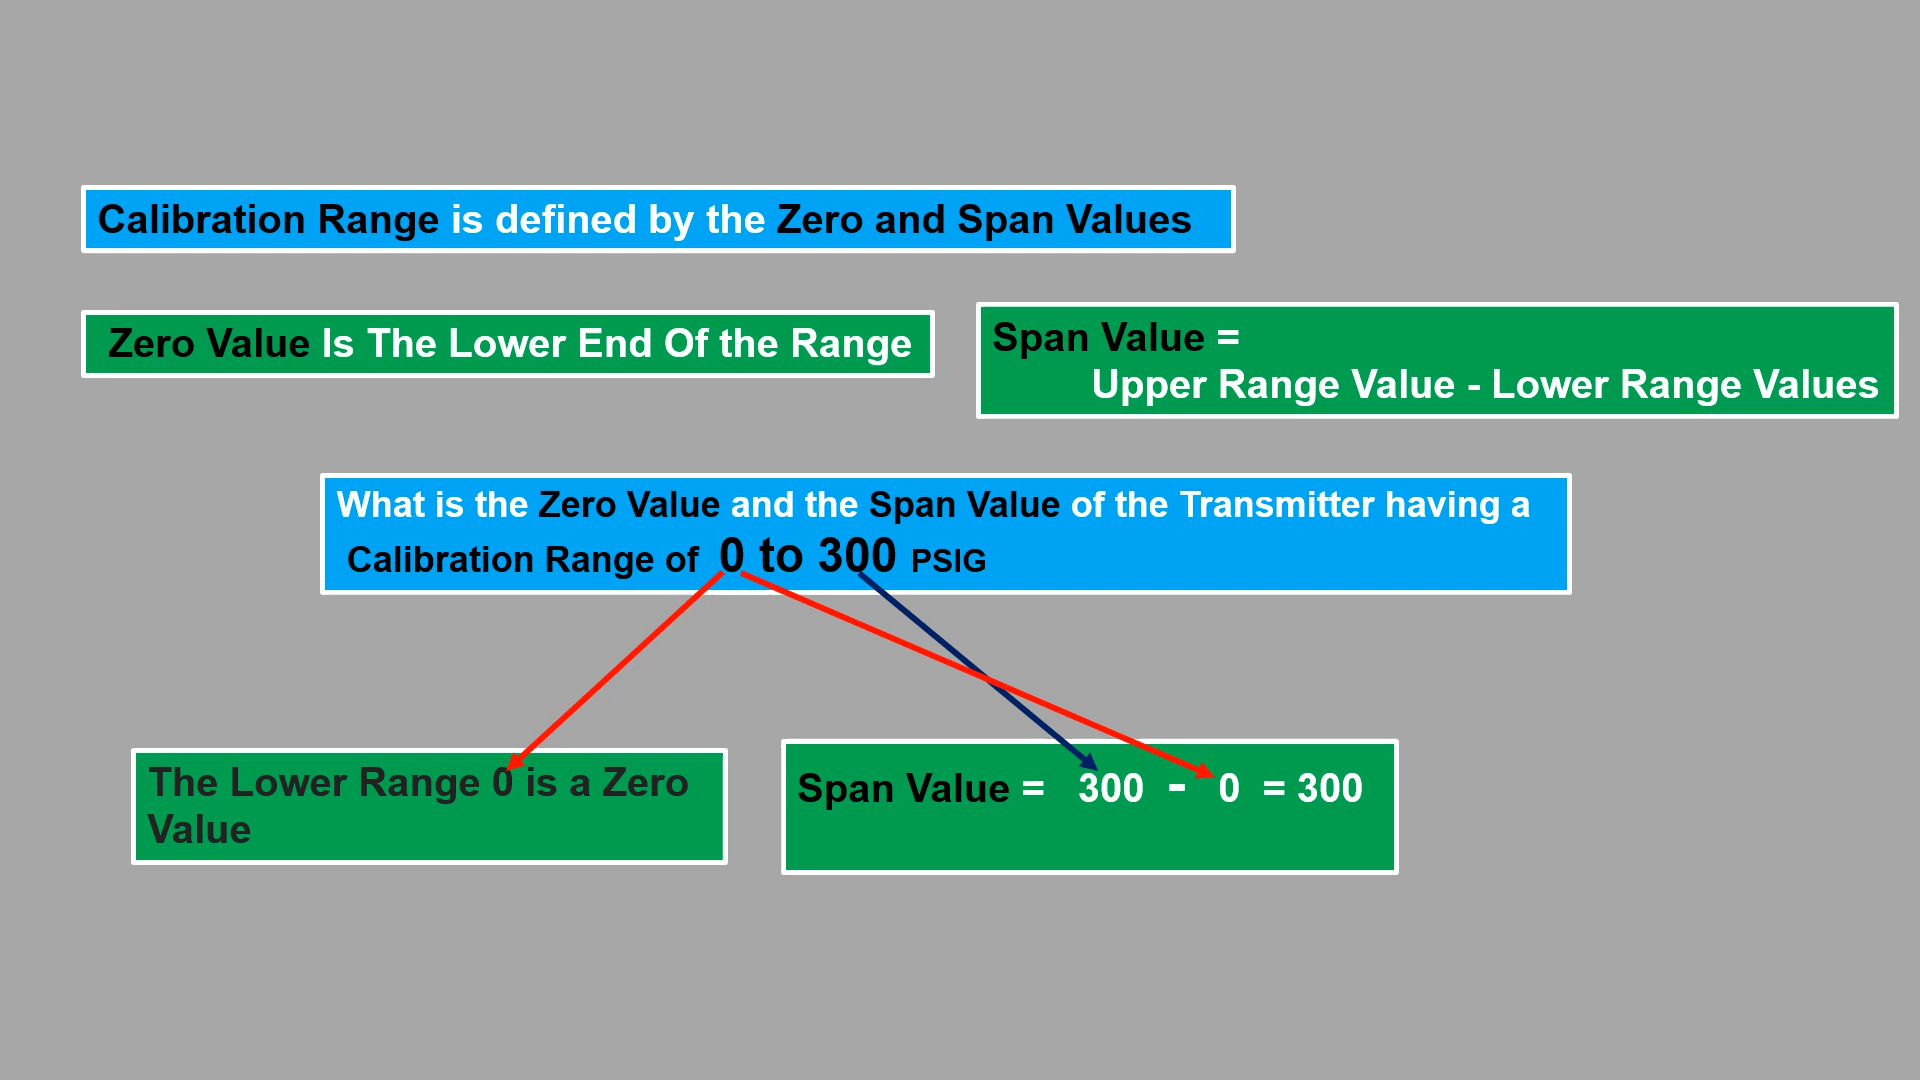 Calibration Range is defined by the Zero and Span Values
Zero Value Is The Lower End Of the Range
Span Value =
Upper Range Value - Lower Range Values
What is the Zero Value and the Span Value of the Transmitter having a
Calibration Range of 0 to 300 PSIG
The Lower Range 0 is a Zero
Value
Span Value = 300 - 0 = 300